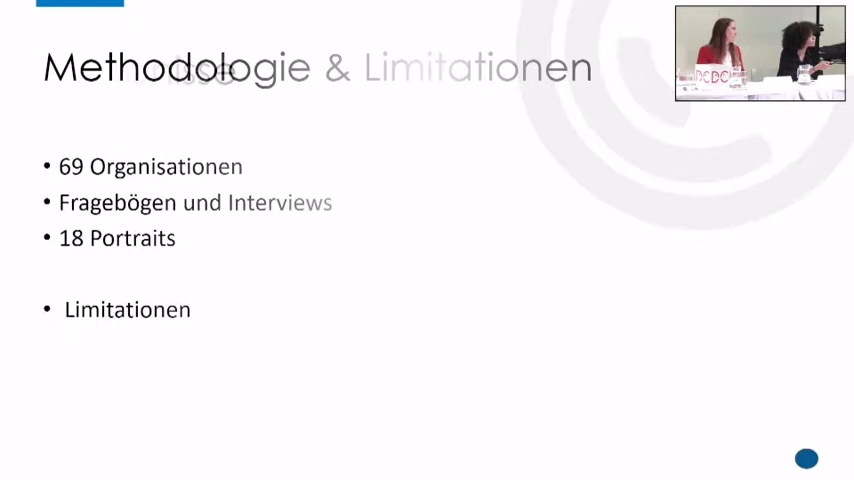 Methodologie & Limitationen
• 69 Organisationen
• Fragebögen und Interviews
• 18 Portraits
• Limitationen